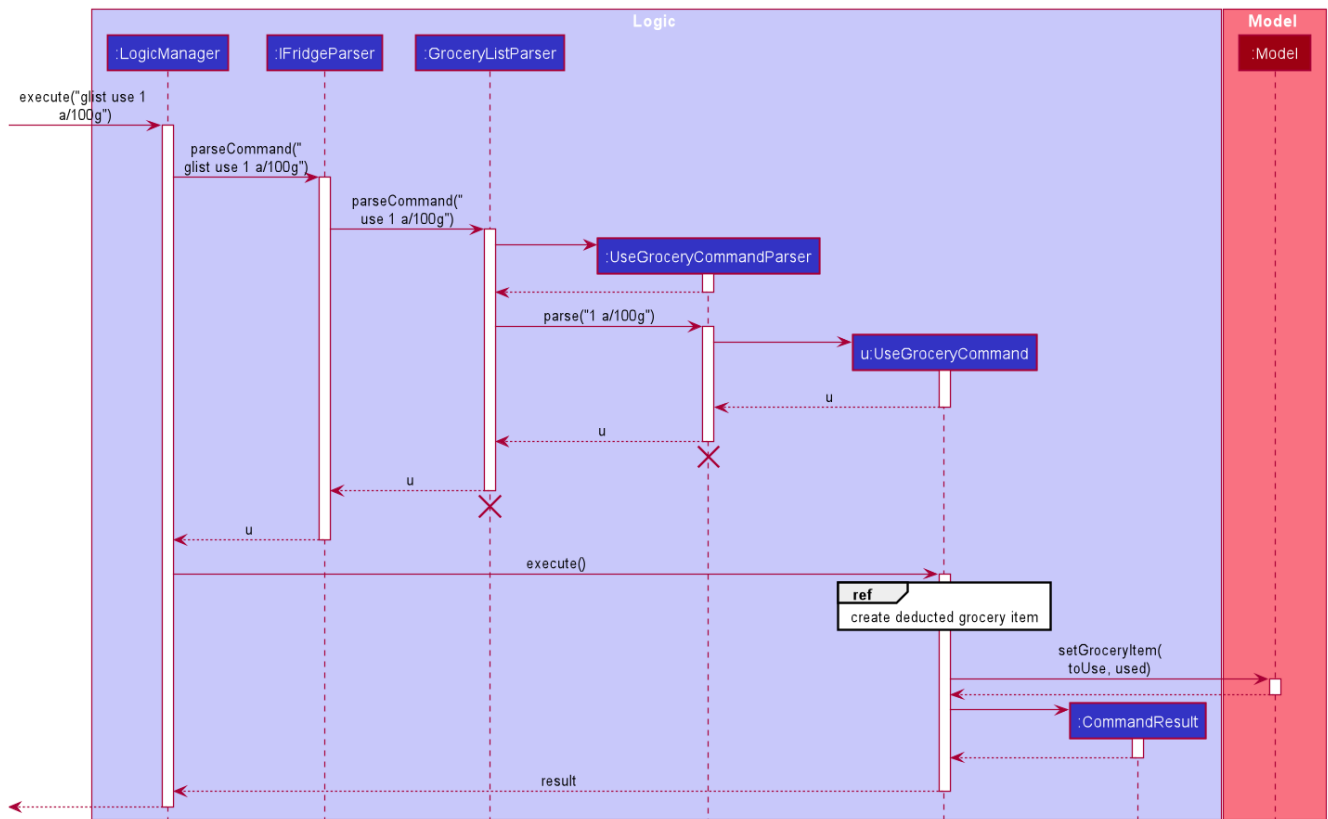 Logic
Model
:LogicManager
:IFridgeParser
:GroceryListParser
:Model
execute("glist use 1
a/100g")
parseCommand("
glist use 1 a/100g")
parseCommand("
use 1 a/100g")
:UseGroceryCommandParser
parse("1 a/100g")
u:UseGroceryCommand
u
u
u
u
execute()
ref
create deducted grocery item
setGroceryItem(
toUse, used)
:CommandResult
result